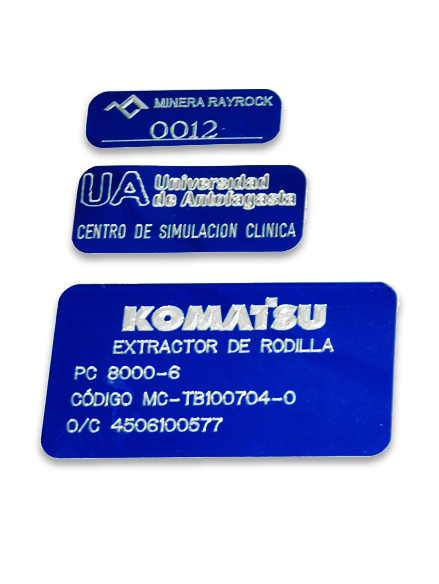 MINERA RAYROCK
0012
UA Universidad
de Antofagasta
CENTRO DE SIMULACION CLINICA
KOMATSU
EXTRACTOR DE RODILLA
PC 8000-6
CÓDIGO MC-TB100704-0
O/C 4506100577